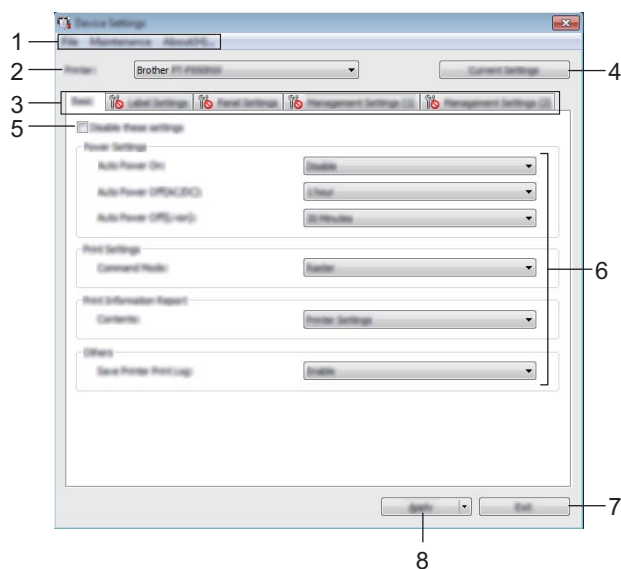 Device Settings
1
File Maintenance About(H)...
2
Printer: Brother
Current Settings
4
3
Basic Label Settings Panel Settings Management Settings (1) Management Settings (2)
5
Disable these settings
Power Settings
Auto Power On: Disable
Auto Power Off(AC/DC): 1 hour
Auto Power Off(Li-ion): 30 Minutes
Print Settings
Command Mode: Raster
6
Print Information Report
Contents: Printer Settings
Others
Save Printer Print Log: Enable
Apply Exit
7
8